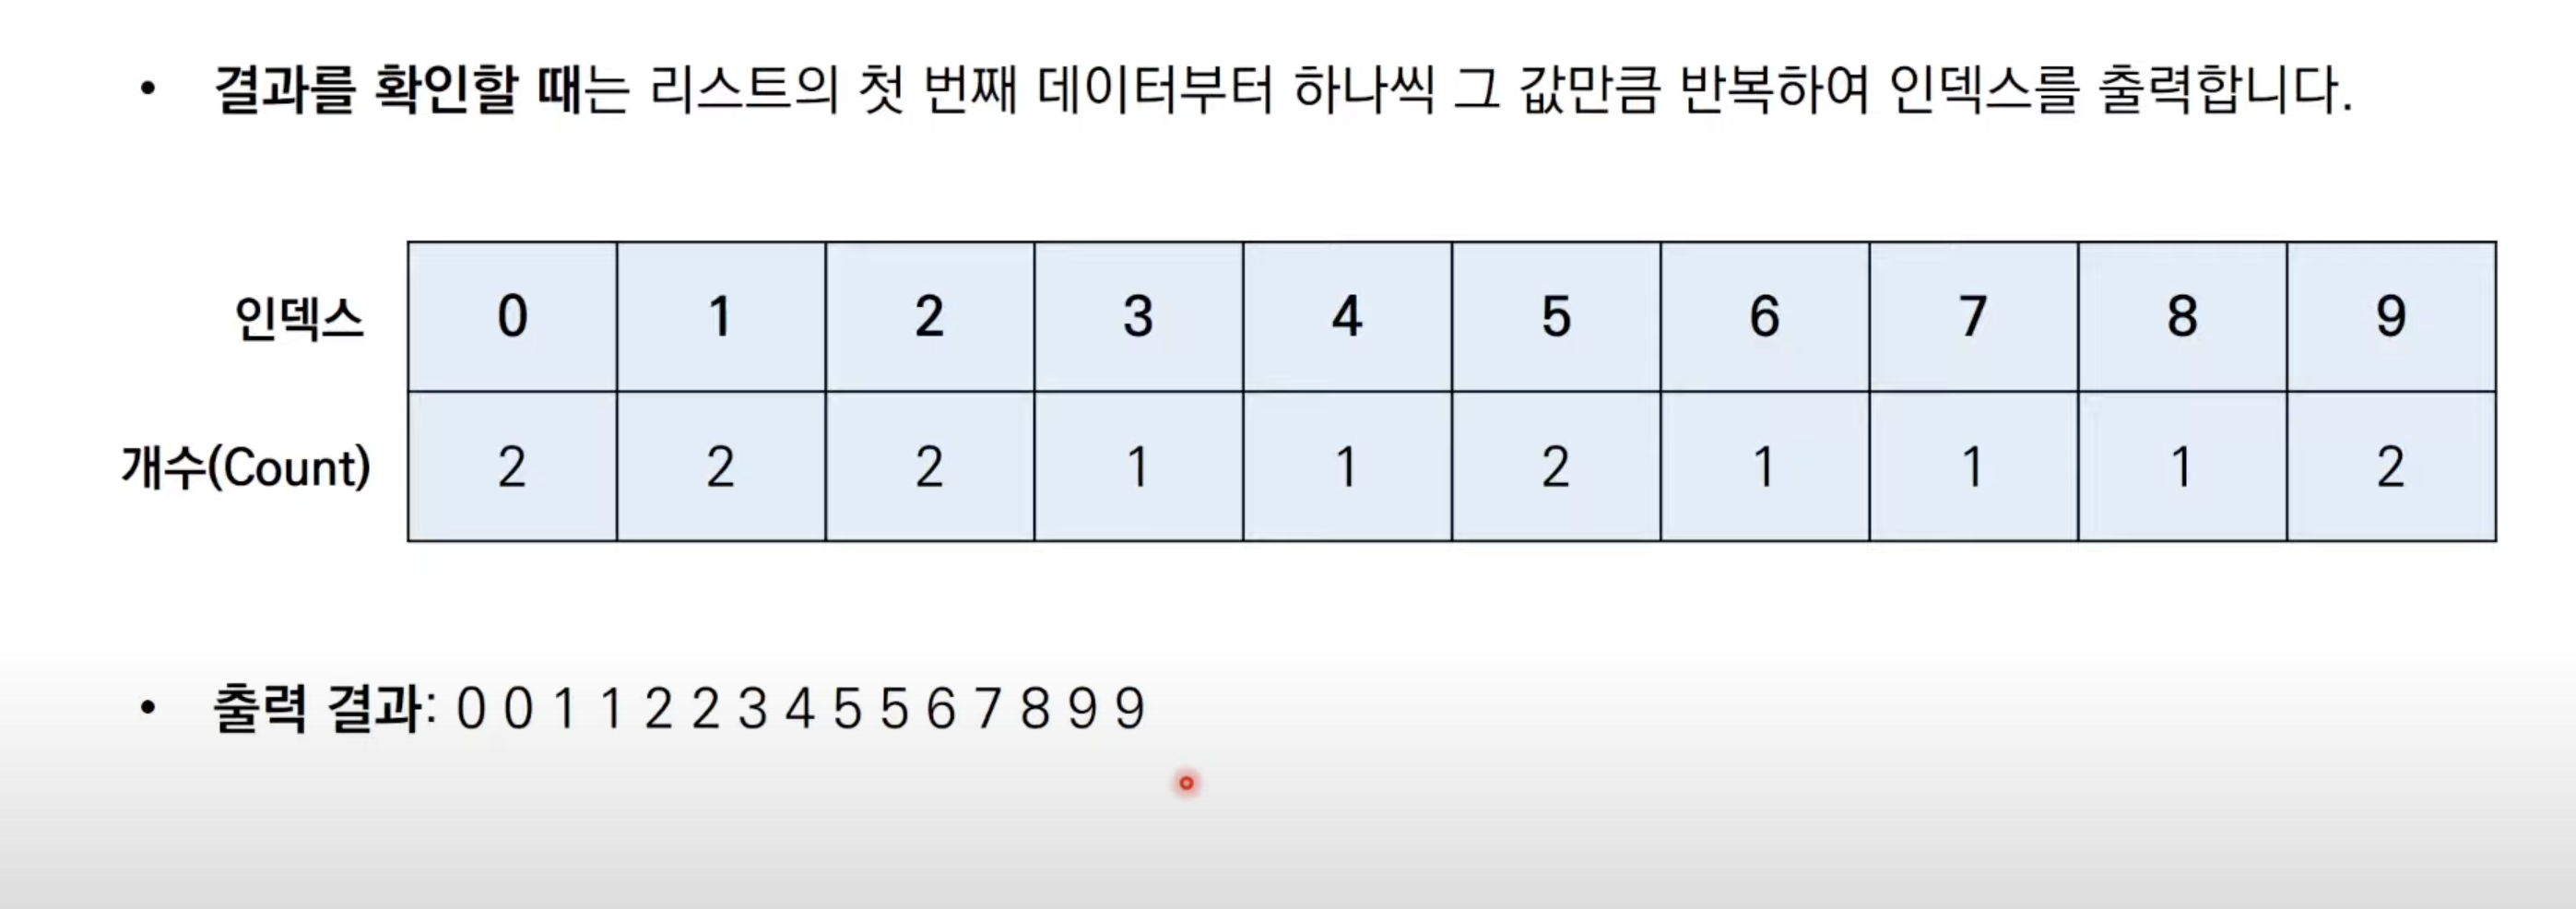 • 결과를 확인할 때는 리스트의 첫 번째 데이터부터 하나씩 그 값만큼 반복하여 인덱스를 출력합니다.
인덱스 0 1 2 3 4 5 6 7 8 9
개수(Count) 2 2 2 1 1 2 1 1 1 2
• 출력 결과: 0 0 1 1 2 2 3 4 5 5 6 7 8 9 9